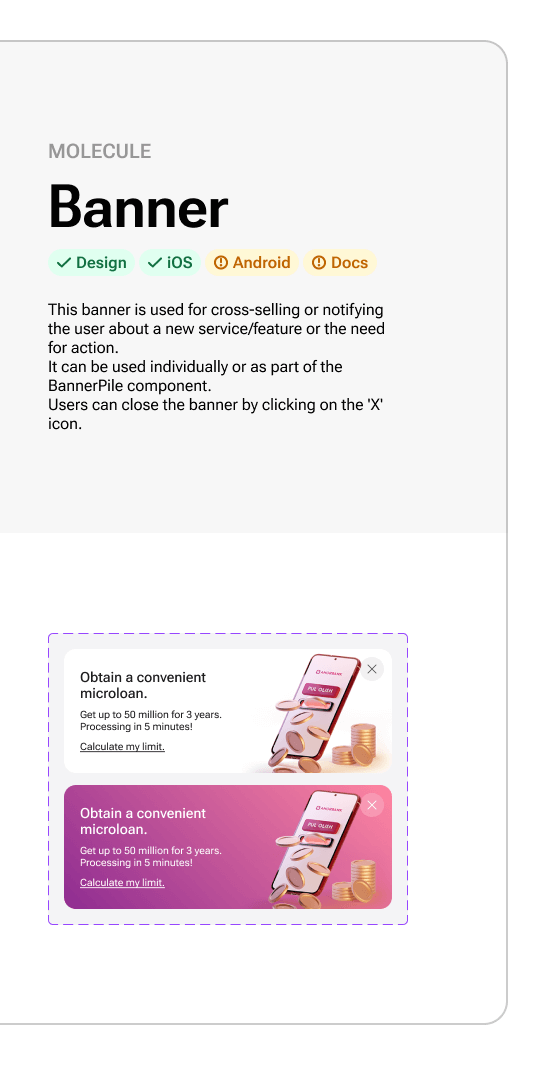 MOLECULE
Banner
Design iOS Android Docs
This banner is used for cross-selling or notifying
the user about a new service/feature or the need
for action.
It can be used individually or as part of the
BannerPile component.
Users can close the banner by clicking on the 'X'
icon.
Obtain a convenient
microloan.
Get up to 50 million for 3 years.
Processing in 5 minutes!
Calculate my limit.
PUL OLISH
Obtain a convenient
microloan.
Get up to 50 million for 3 years.
Processing in 5 minutes!
Calculate my limit.
PUL OLISH